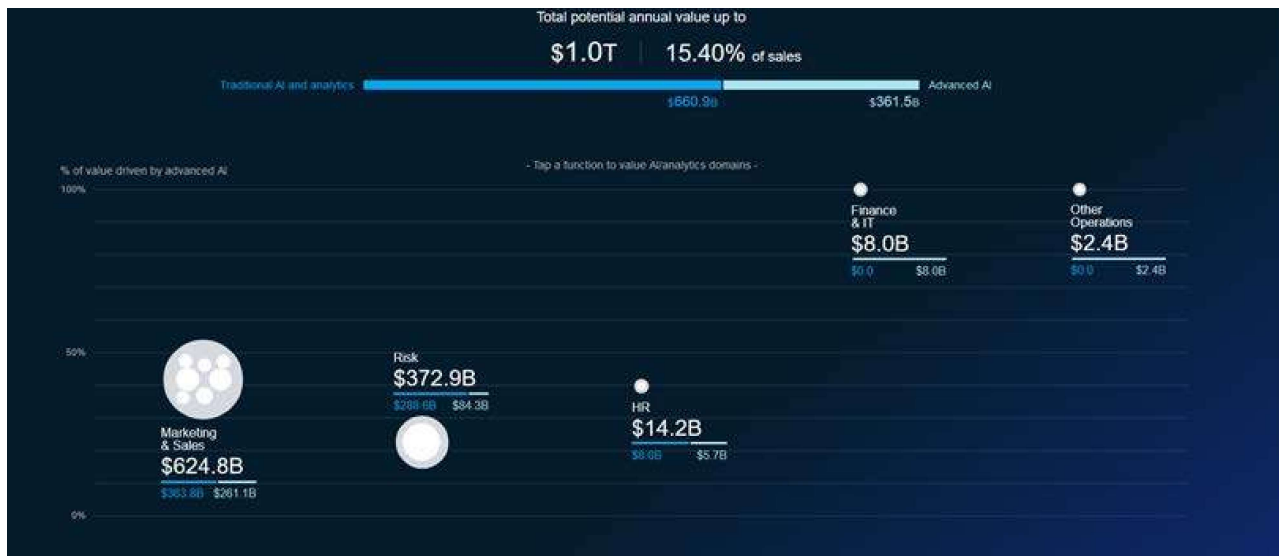 Total potential annual value up to
$1.0T 15.40% of sales
Traditional AI and analytics Advanced AI
$660.9B $361.5B
% of value driven by advanced AI
- Tap a function to value AI/analytics domains -
100%
Finance
& IT
$8.0B
$0.0 $8.0B
Other
Operations
$2.4B
$0.0 $2.4B
50%
Marketing
& Sales
$624.8B
$363.8B $261.1B
Risk
$372.9B
$288.6B $84.3B
HR
$14.2B
$8.0B $5.7B
0%